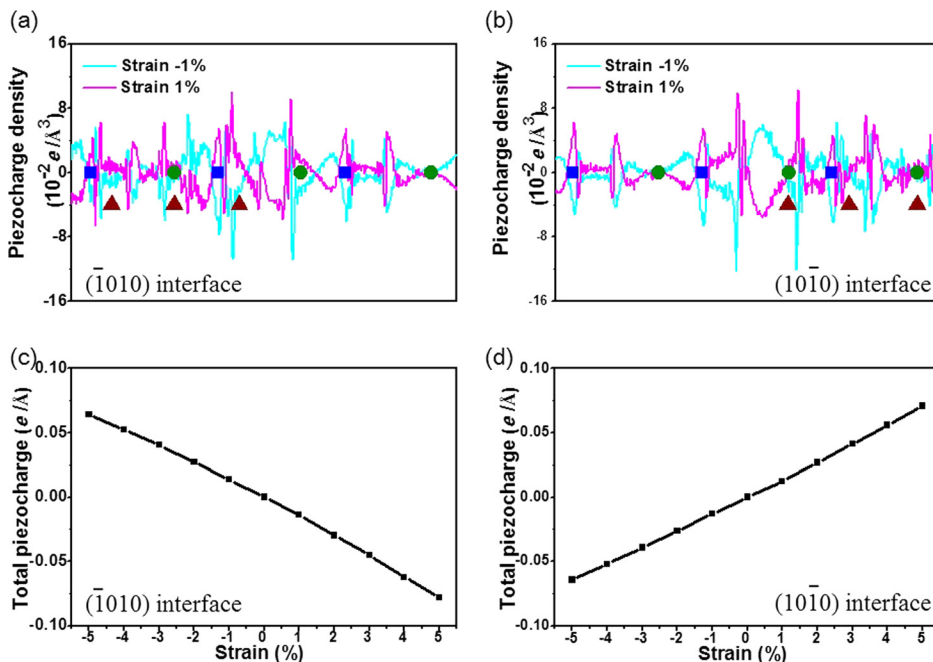 (a)
(b)
Piezocharge density
(10⁻² e /Å³)
16
8
0
-8
-16
Strain -1%
Strain 1%
(1̅010) interface
Piezocharge density
(10⁻² e /Å³)
16
8
0
-8
-16
Strain -1%
Strain 1%
(101̅0) interface
(c)
(d)
Total piezocharge (e /Å)
0.10
0.05
0.00
-0.05
-0.10
(1̅010) interface
-5 -4 -3 -2 -1 0 1 2 3 4 5
Strain (%)
Total piezocharge (e /Å)
0.10
0.05
0.00
-0.05
-0.10
(101̅0) interface
-5 -4 -3 -2 -1 0 1 2 3 4 5
Strain (%)